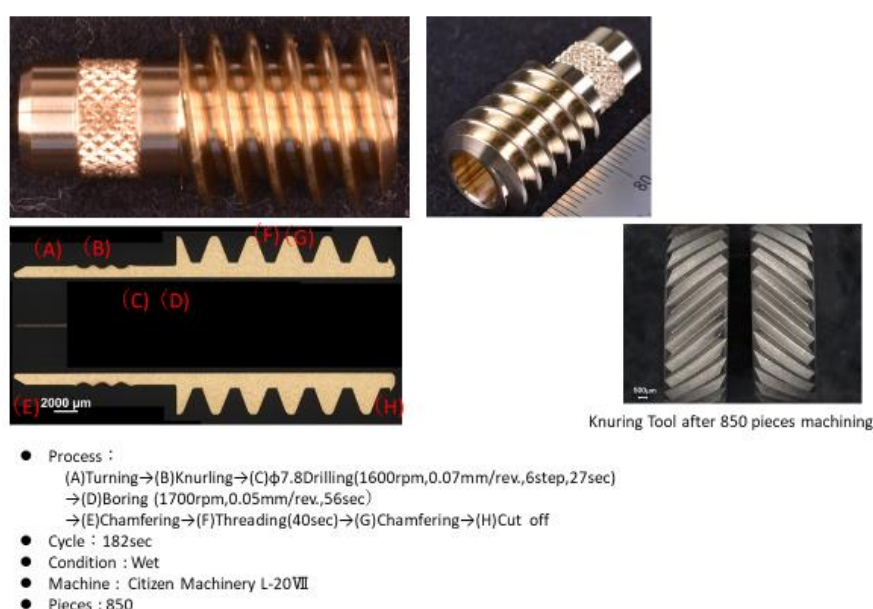 80
(A) (B) (F)(G)
(C) (D)
(E) 2000 μm (H)
500μm
Knuring Tool after 850 pieces machining
● Process：
(A)Turning→(B)Knurling→(C)φ7.8Drilling(1600rpm,0.07mm/rev.,6step,27sec)
→(D)Boring (1700rpm,0.05mm/rev.,56sec）
→(E)Chamfering→(F)Threading(40sec)→(G)Chamfering→(H)Cut off
● Cycle：182sec
● Condition : Wet
● Machine : Citizen Machinery L-20Ⅶ
● Pieces : 850